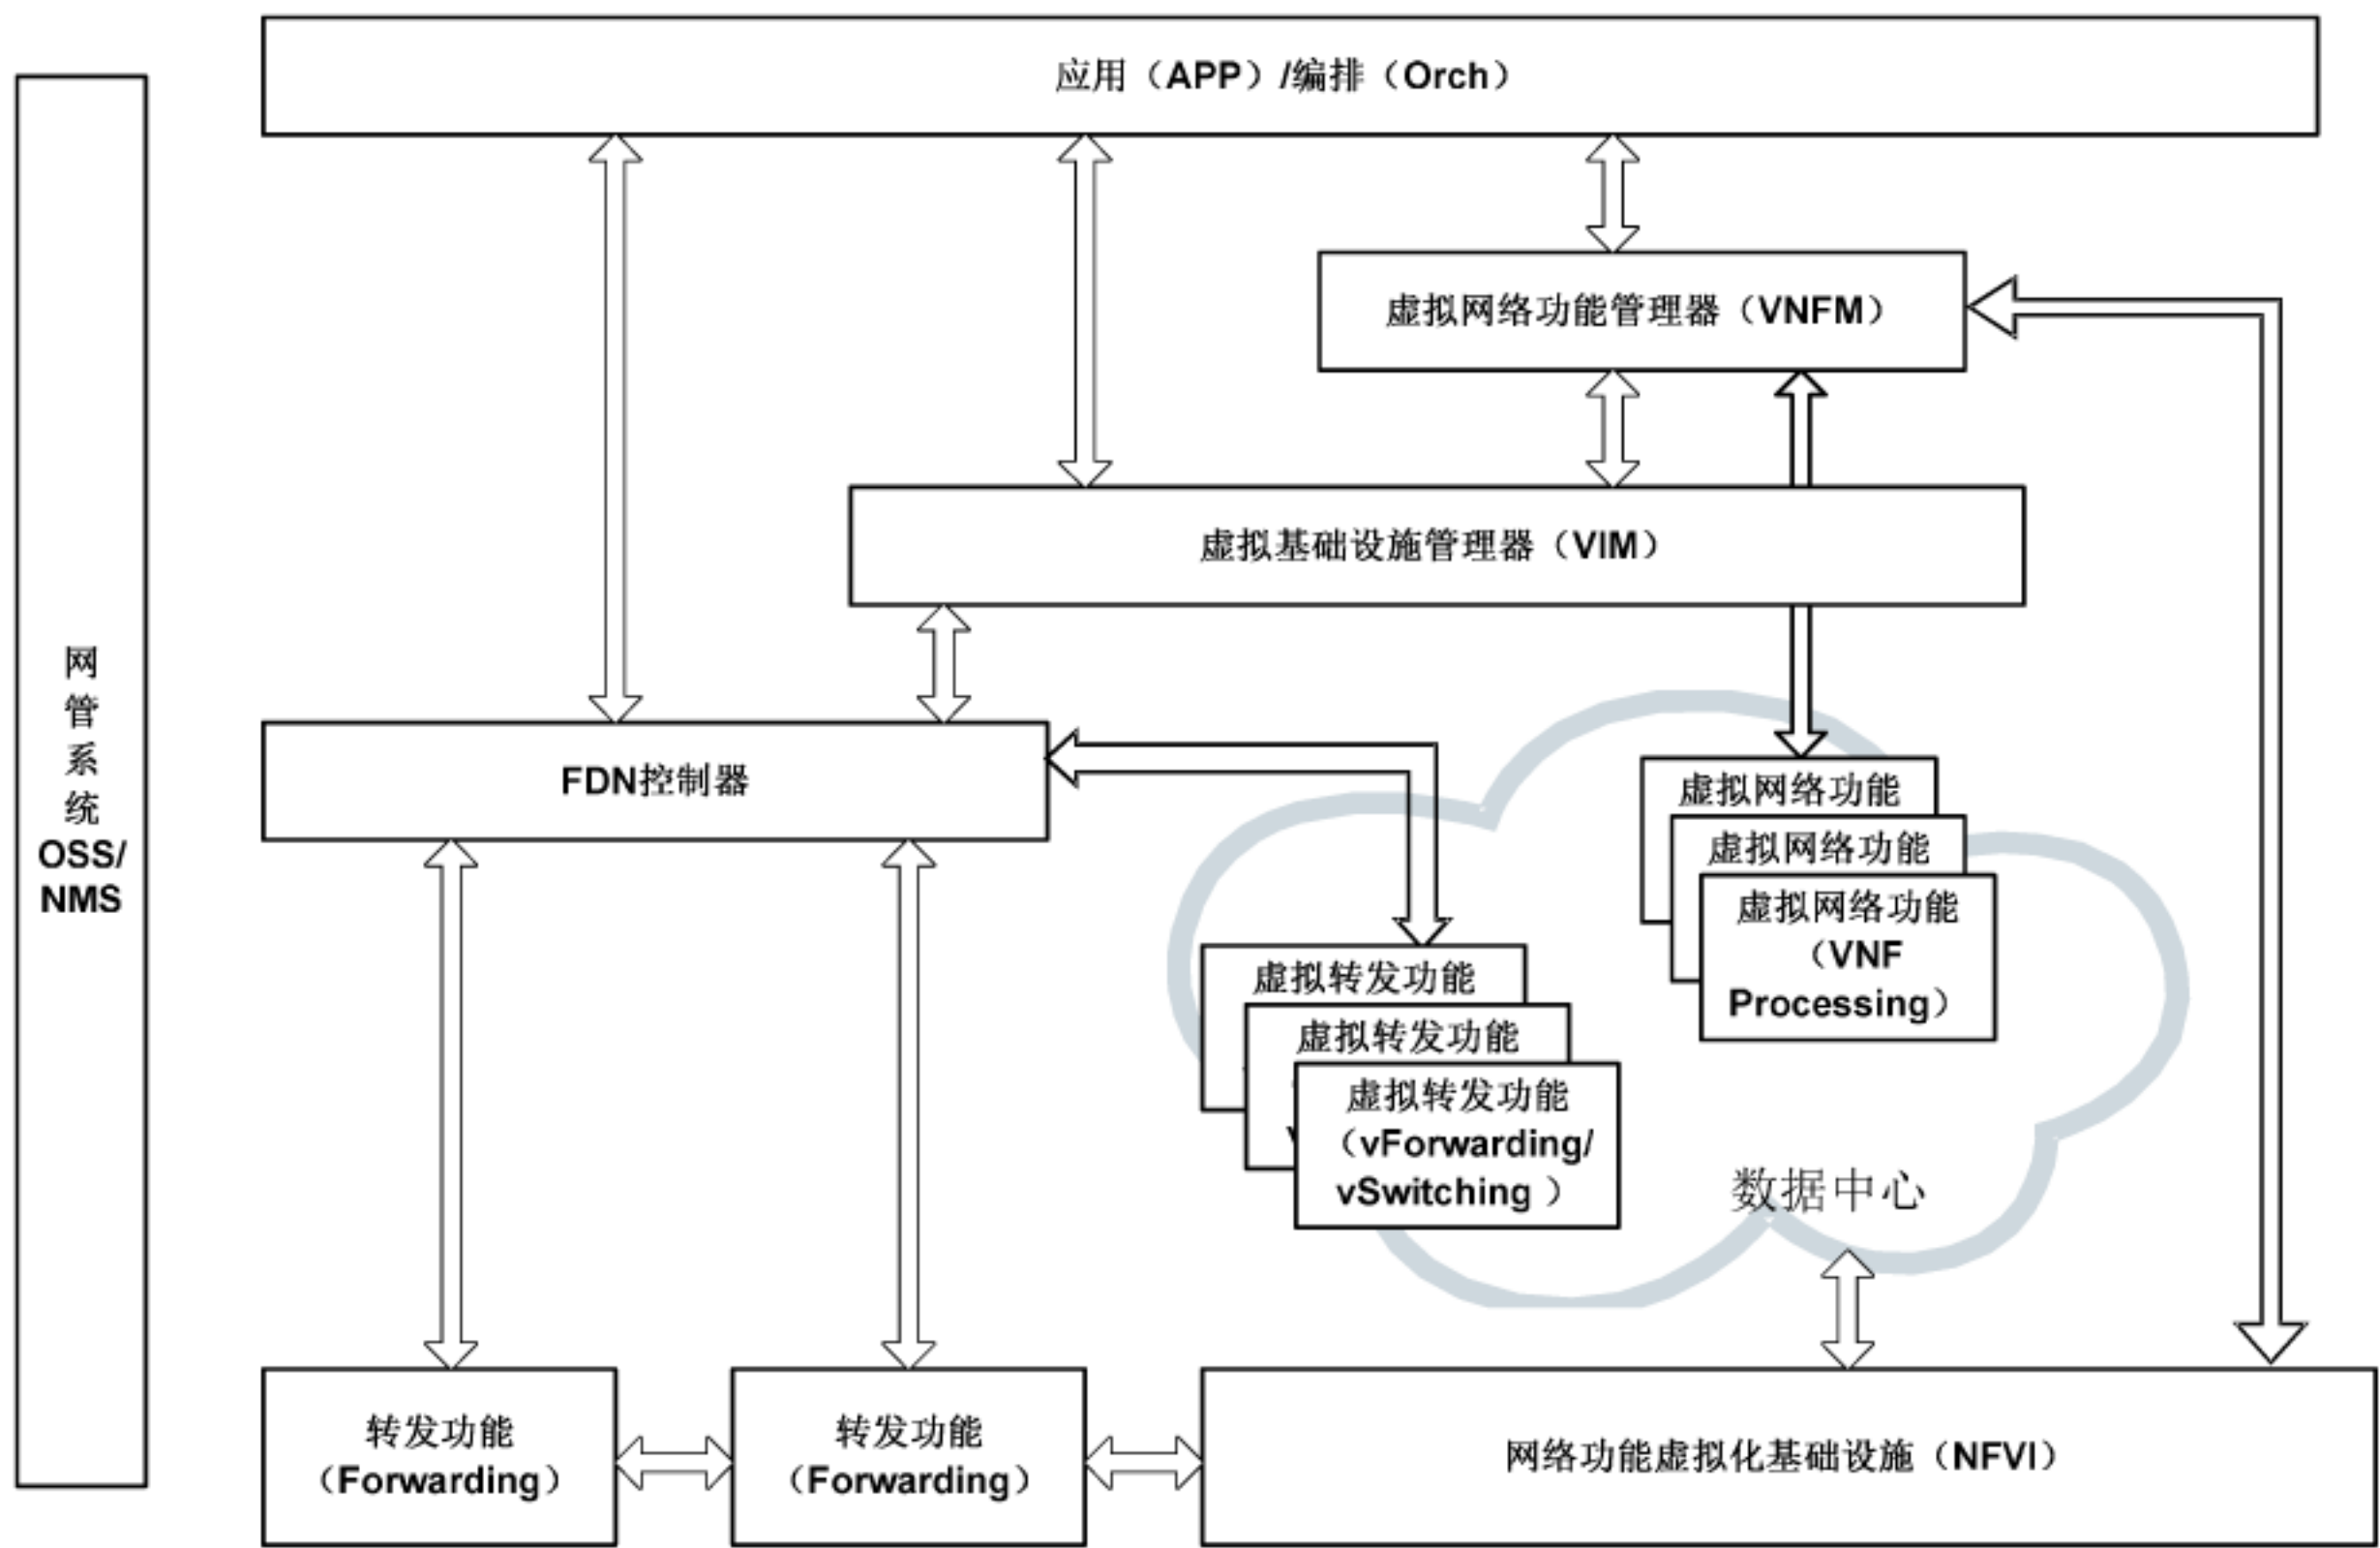 应用（APP）/编排（Orch）
虚拟网络功能管理器（VNFM）
虚拟基础设施管理器（VIM）
网
管
系
统
OSS/
NMS
FDN控制器
虚拟网络功能
虚拟网络功能
虚拟网络功能
（VNF
Processing）
虚拟转发功能
虚拟转发功能
虚拟转发功能
（vForwarding/
vSwitching ）
数据中心
转发功能
（Forwarding）
转发功能
（Forwarding）
网络功能虚拟化基础设施（NFVI）